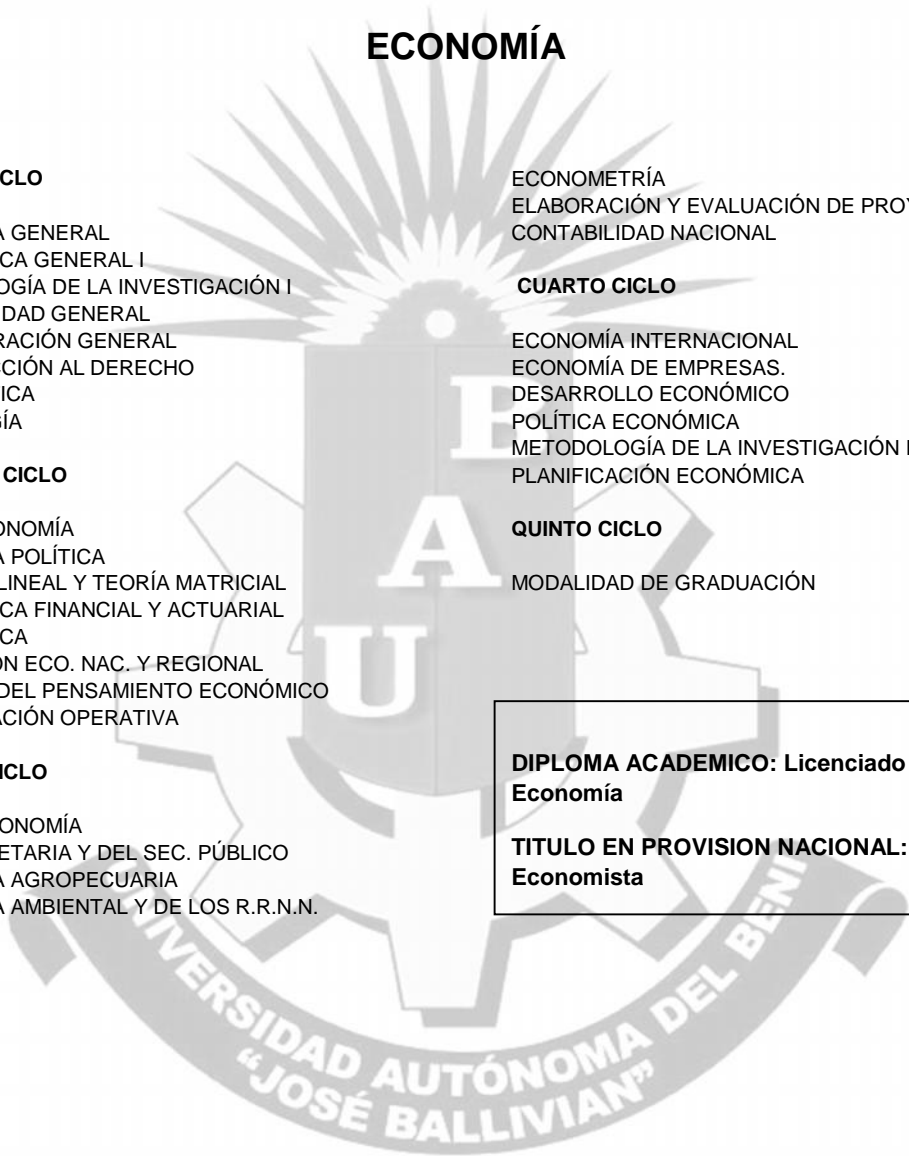 ECONOMÍA
CLO
A GENERAL
CA GENERAL I
OGÍA DE LA INVESTIGACIÓN I
DAD GENERAL
RACIÓN GENERAL
CCIÓN AL DERECHO
ICA
ÍA
CICLO
ONOMÍA
A POLÍTICA
LINEAL Y TEORÍA MATRICIAL
CA FINANCIAL Y ACTUARIAL
CA
ÓN ECO. NAC. Y REGIONAL
DEL PENSAMIENTO ECONÓMICO
ACIÓN OPERATIVA
ICLO
ONOMÍA
ETARIA Y DEL SEC. PÚBLICO
A AGROPECUARIA
A AMBIENTAL Y DE LOS R.R.N.N.
ECONOMETRÍA
ELABORACIÓN Y EVALUACIÓN DE PROY
CONTABILIDAD NACIONAL
CUARTO CICLO
ECONOMÍA INTERNACIONAL
ECONOMÍA DE EMPRESAS.
DESARROLLO ECONÓMICO
POLÍTICA ECONÓMICA
METODOLOGÍA DE LA INVESTIGACIÓN
PLANIFICACIÓN ECONÓMICA
QUINTO CICLO
MODALIDAD DE GRADUACIÓN
DIPLOMA ACADEMICO: Licenciado
Economía
TITULO EN PROVISION NACIONAL:
Economista
U A B
UNIVERSIDAD AUTÓNOMA DEL BENI
"JOSÉ BALLIVIAN"